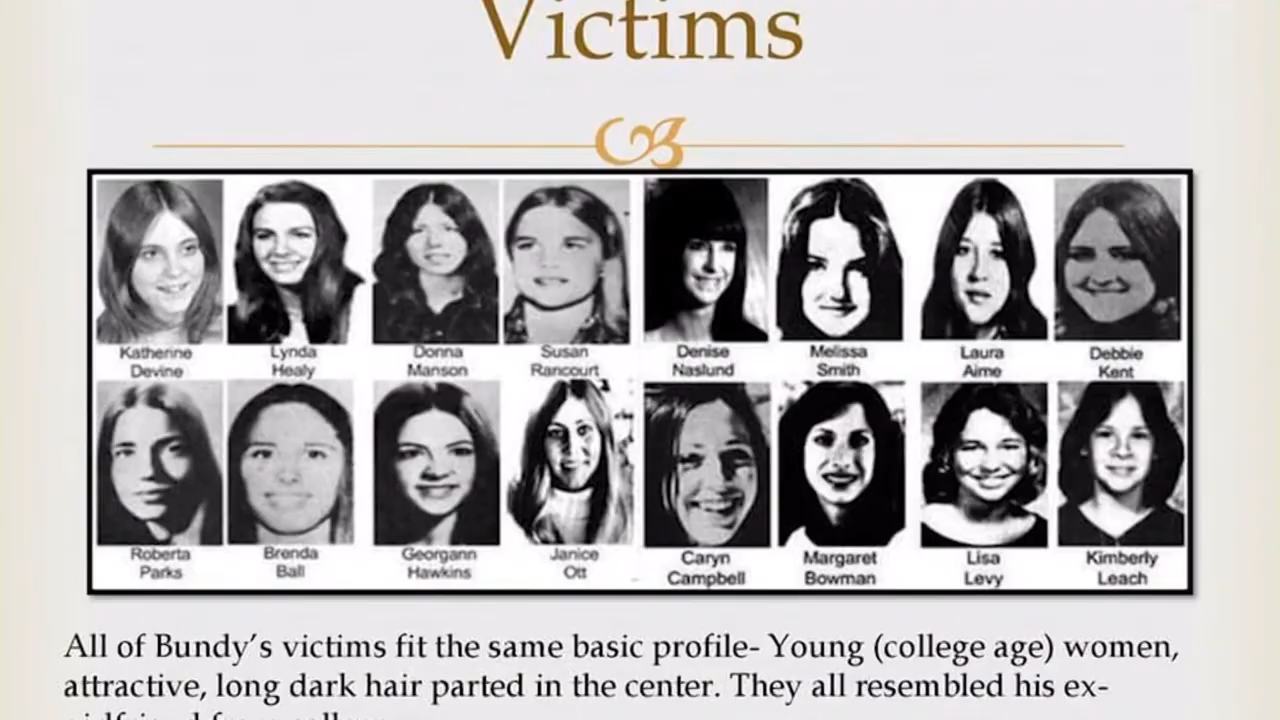 Victims
Katherine Lynda Donna Susan Denise Melissa Laura Debbie
Devine Healy Manson Rancourt Naslund Smith Aime Kent
Roberta Brenda Georgann Janice Caryn Margaret Lisa Kimberly
Parks Ball Hawkins Ott Campbell Bowman Levy Leach
All of Bundy's victims fit the same basic profile- Young (college age) women,
attractive, long dark hair parted in the center. They all resembled his ex-